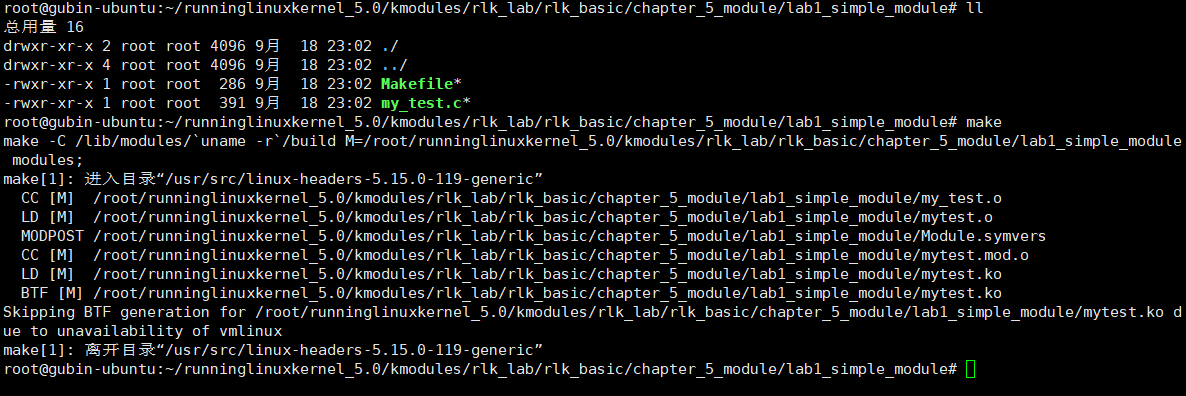 root@gubin-ubuntu:~/runninglinuxkernel_5.0/kmodules/rlk_lab/rlk_basic/chapter_5_module/lab1_simple_module# ll
总用量 16
drwxr-xr-x 2 root root 4096 9月  18 23:02 ./
drwxr-xr-x 4 root root 4096 9月  18 23:02 ../
-rwxr-xr-x 1 root root  286 9月  18 23:02 Makefile*
-rwxr-xr-x 1 root root  391 9月  18 23:02 my_test.c*
root@gubin-ubuntu:~/runninglinuxkernel_5.0/kmodules/rlk_lab/rlk_basic/chapter_5_module/lab1_simple_module# make
make -C /lib/modules/`uname -r`/build M=/root/runninglinuxkernel_5.0/kmodules/rlk_lab/rlk_basic/chapter_5_module/lab1_simple_module
 modules;
make[1]: 进入目录“/usr/src/linux-headers-5.15.0-119-generic”
  CC [M]  /root/runninglinuxkernel_5.0/kmodules/rlk_lab/rlk_basic/chapter_5_module/lab1_simple_module/my_test.o
  LD [M]  /root/runninglinuxkernel_5.0/kmodules/rlk_lab/rlk_basic/chapter_5_module/lab1_simple_module/mytest.o
  MODPOST /root/runninglinuxkernel_5.0/kmodules/rlk_lab/rlk_basic/chapter_5_module/lab1_simple_module/Module.symvers
  CC [M]  /root/runninglinuxkernel_5.0/kmodules/rlk_lab/rlk_basic/chapter_5_module/lab1_simple_module/mytest.mod.o
  LD [M]  /root/runninglinuxkernel_5.0/kmodules/rlk_lab/rlk_basic/chapter_5_module/lab1_simple_module/mytest.ko
  BTF [M] /root/runninglinuxkernel_5.0/kmodules/rlk_lab/rlk_basic/chapter_5_module/lab1_simple_module/mytest.ko
Skipping BTF generation for /root/runninglinuxkernel_5.0/kmodules/rlk_lab/rlk_basic/chapter_5_module/lab1_simple_module/mytest.ko d
ue to unavailability of vmlinux
make[1]: 离开目录“/usr/src/linux-headers-5.15.0-119-generic”
root@gubin-ubuntu:~/runninglinuxkernel_5.0/kmodules/rlk_lab/rlk_basic/chapter_5_module/lab1_simple_module#